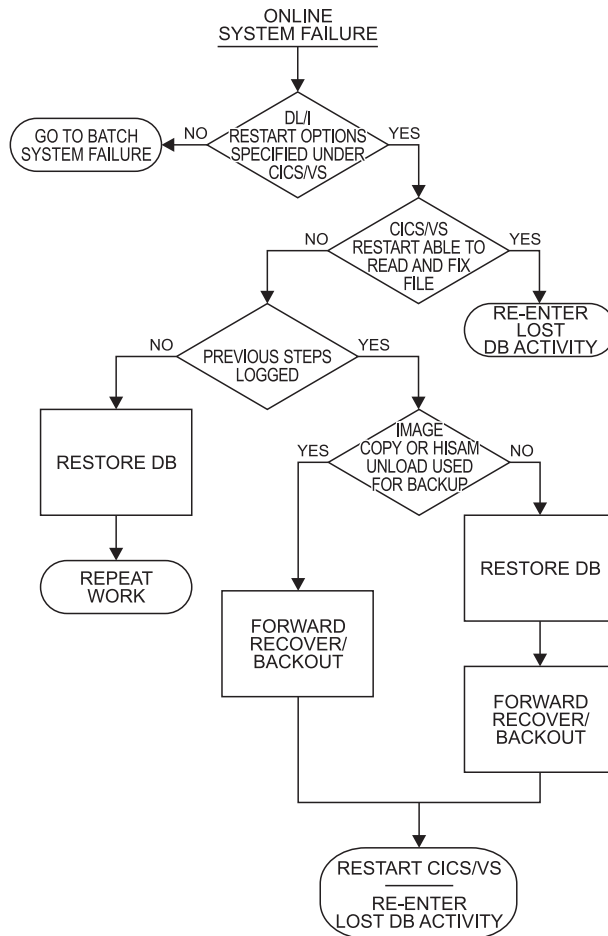 ONLINE
SYSTEM FAILURE
DL/I
RESTART OPTIONS
SPECIFIED UNDER
CICS/VS
NO
YES
GO TO BATCH
SYSTEM FAILURE
CICS/VS
RESTART ABLE TO
READ AND FIX
FILE
NO
YES
RE-ENTER
LOST
DB ACTIVITY
PREVIOUS STEPS
LOGGED
NO
YES
RESTORE DB
REPEAT
WORK
IMAGE
COPY OR HISAM
UNLOAD USED
FOR BACKUP
YES
NO
FORWARD
RECOVER/
BACKOUT
RESTORE DB
FORWARD
RECOVER/
BACKOUT
RESTART CICS/VS
RE-ENTER
LOST DB ACTIVITY